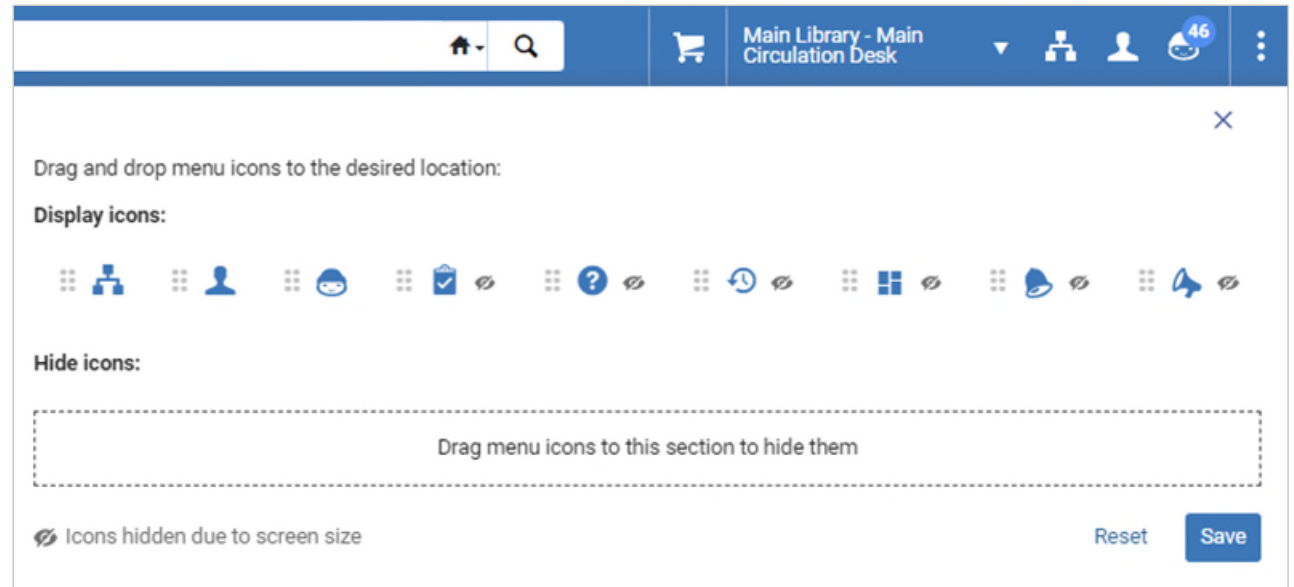 Main Library - Main
Circulation Desk
46
Drag and drop menu icons to the desired location:
Display icons:
?
Hide icons:
Drag menu icons to this section to hide them
Icons hidden due to screen size
Reset
Save